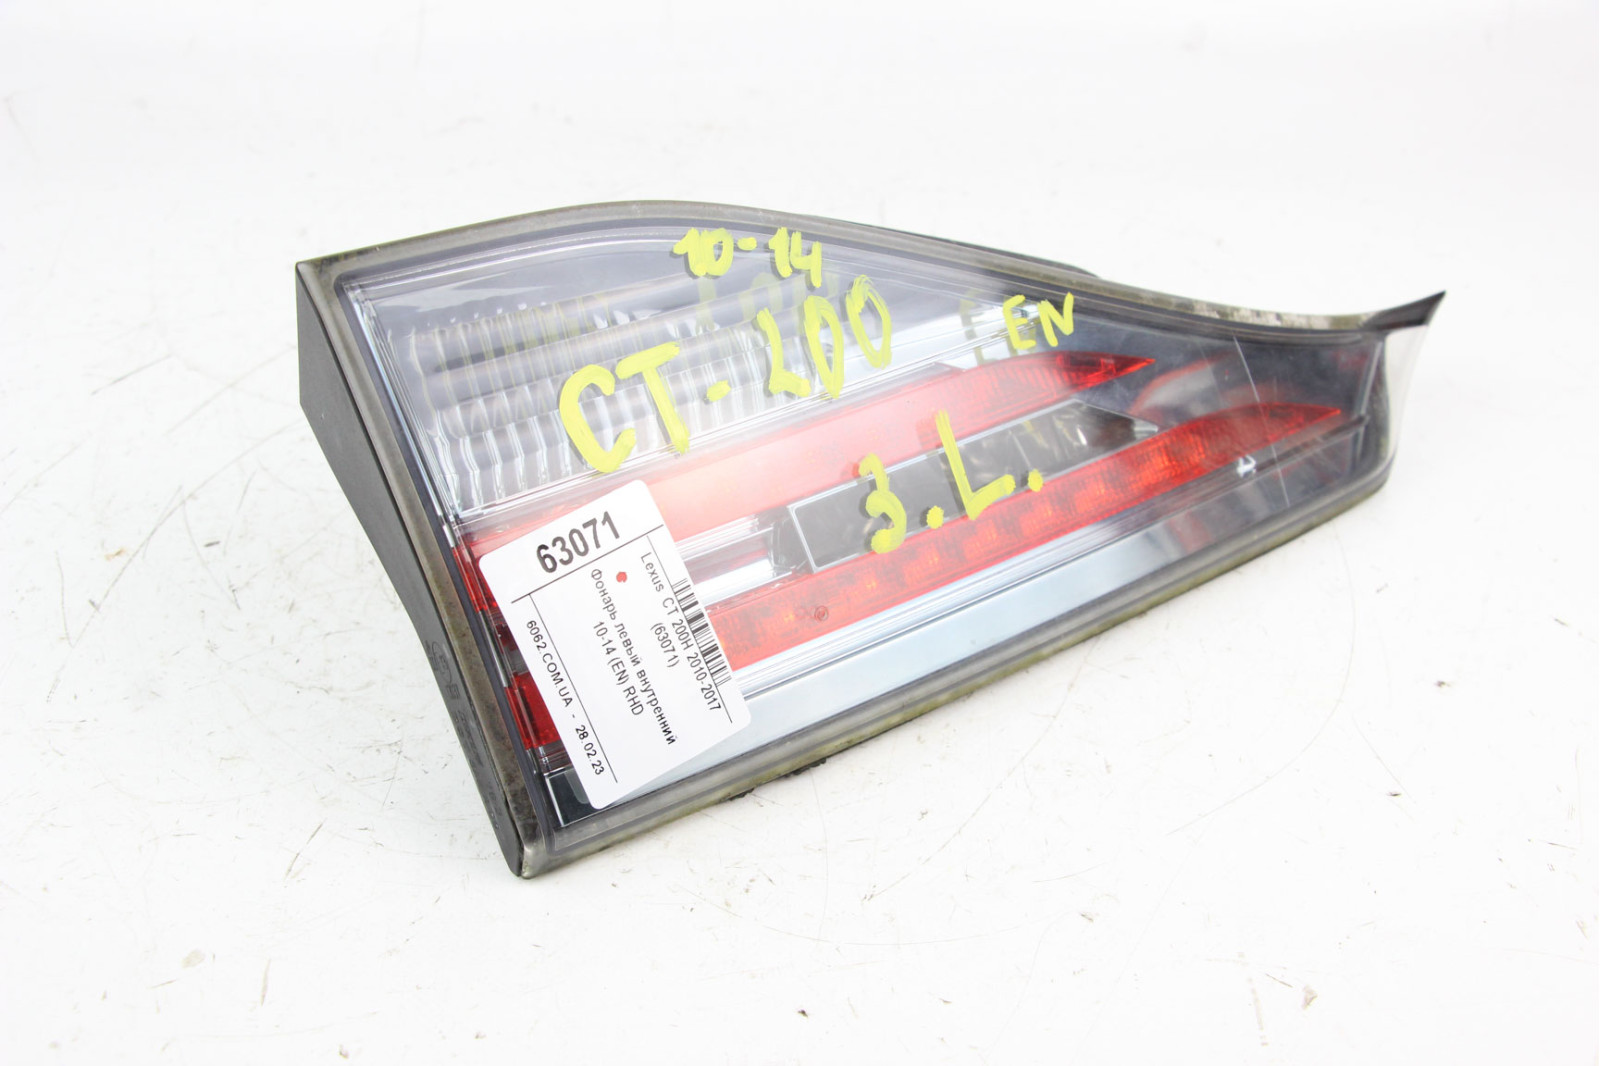 10-14
CT-200 EN
З.L.
63071
Lexus CT 200H 2010-2017
(63071)
Фонарь левый внутренний
10-14 (EN) RHD
6062.COM.UA - 28.02.23